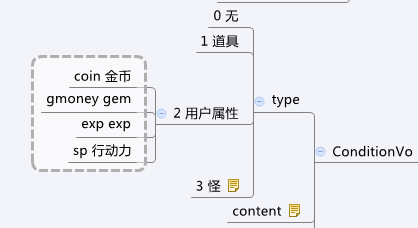 0 无
1 道具
coin 金币
gmoney gem
exp exp
sp 行动力
2 用户属性
type
3 怪
content
ConditionVo